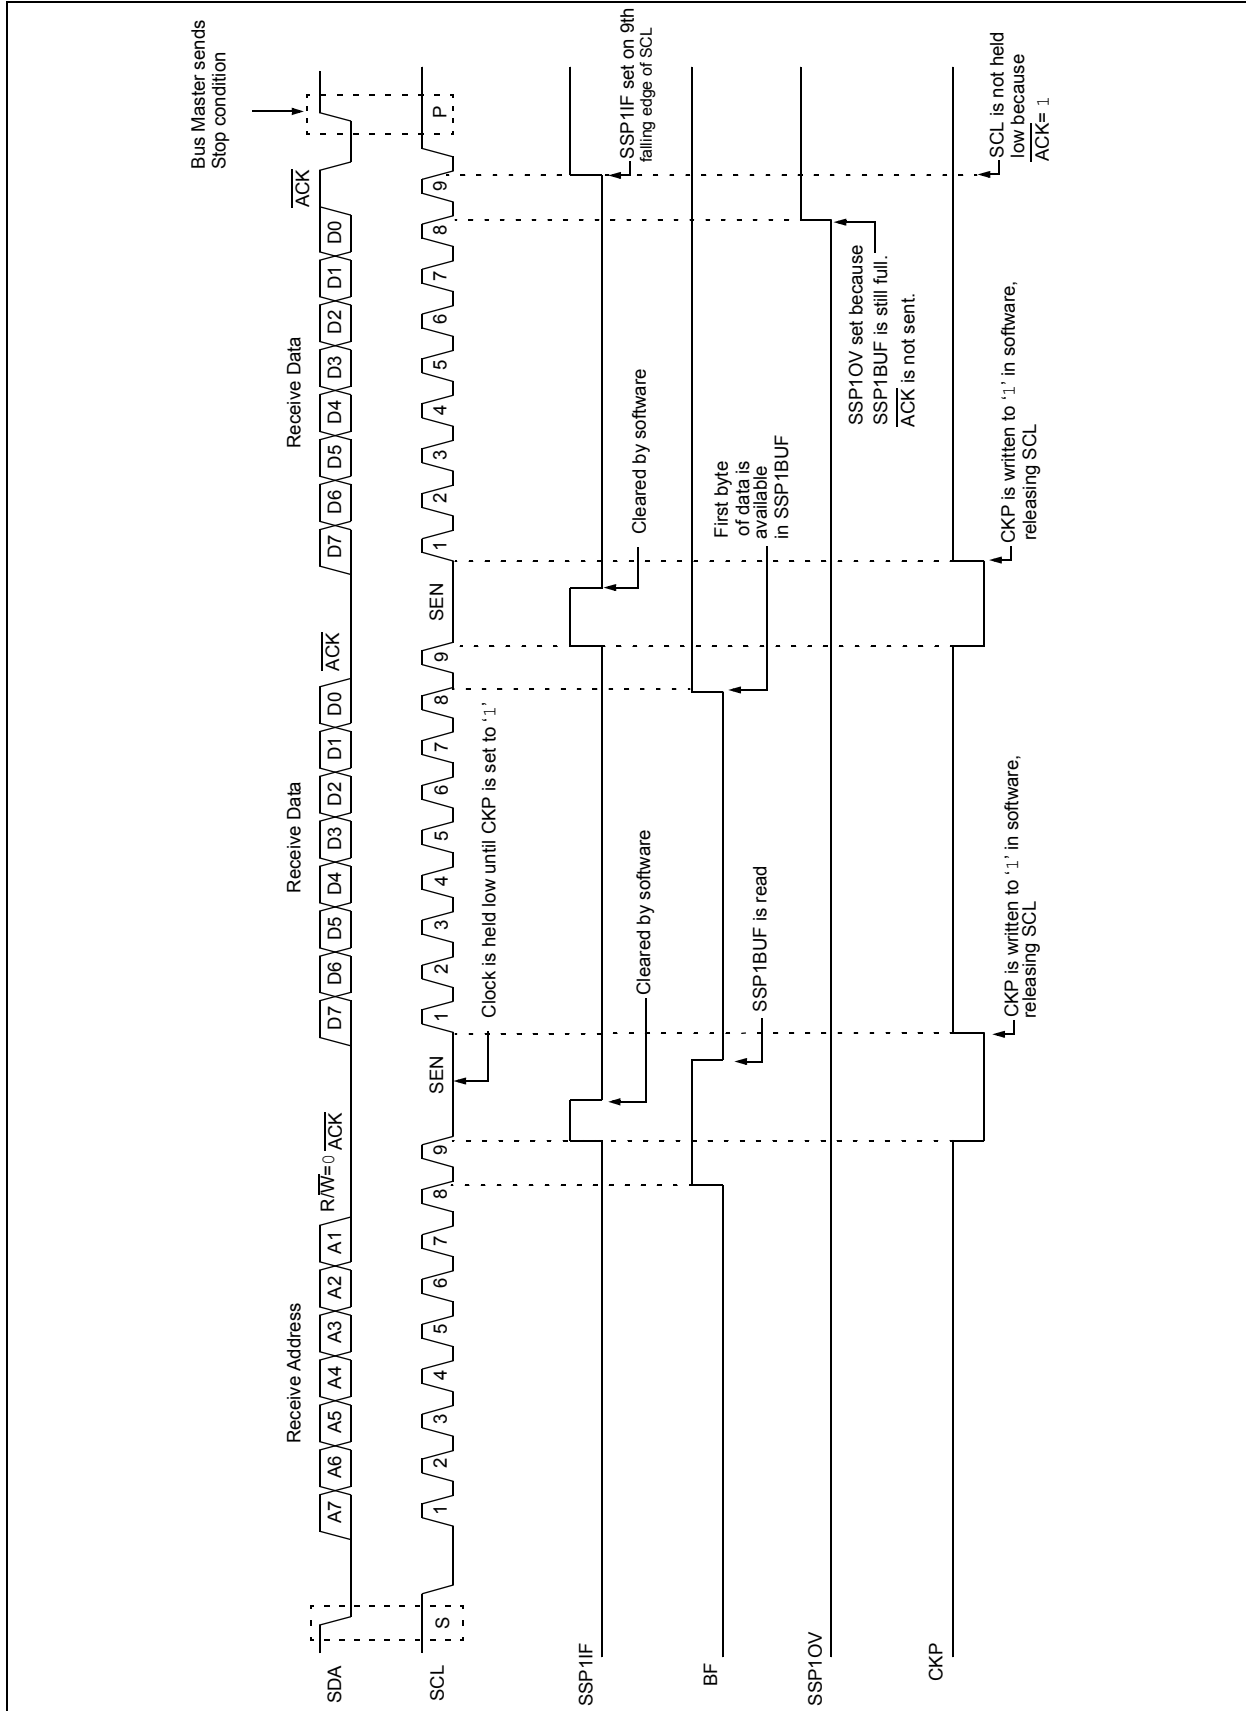 Bus Master sends
Stop condition
Receive Address
Receive Data
Receive Data
SDA
A7 A6 A5 A4 A3 A2 A1 R/W̅=0 A̅C̅K̅ D7 D6 D5 D4 D3 D2 D1 D0 A̅C̅K̅ D7 D6 D5 D4 D3 D2 D1 D0 A̅C̅K̅
SCL
S 1 2 3 4 5 6 7 8 9 SEN 1 2 3 4 5 6 7 8 9 SEN 1 2 3 4 5 6 7 8 9 P
Clock is held low until CKP is set to ‘1’
SSP1IF
Cleared by software
Cleared by software
SSP1IF set on 9th
falling edge of SCL
BF
SSP1BUF is read
First byte
of data is
available
in SSP1BUF
SSP1OV
SSP1OV set because
SSP1BUF is still full.
A̅C̅K̅ is not sent.
CKP
CKP is written to ‘1’ in software,
releasing SCL
CKP is written to ‘1’ in software,
releasing SCL
SCL is not held
low because
A̅C̅K̅= 1